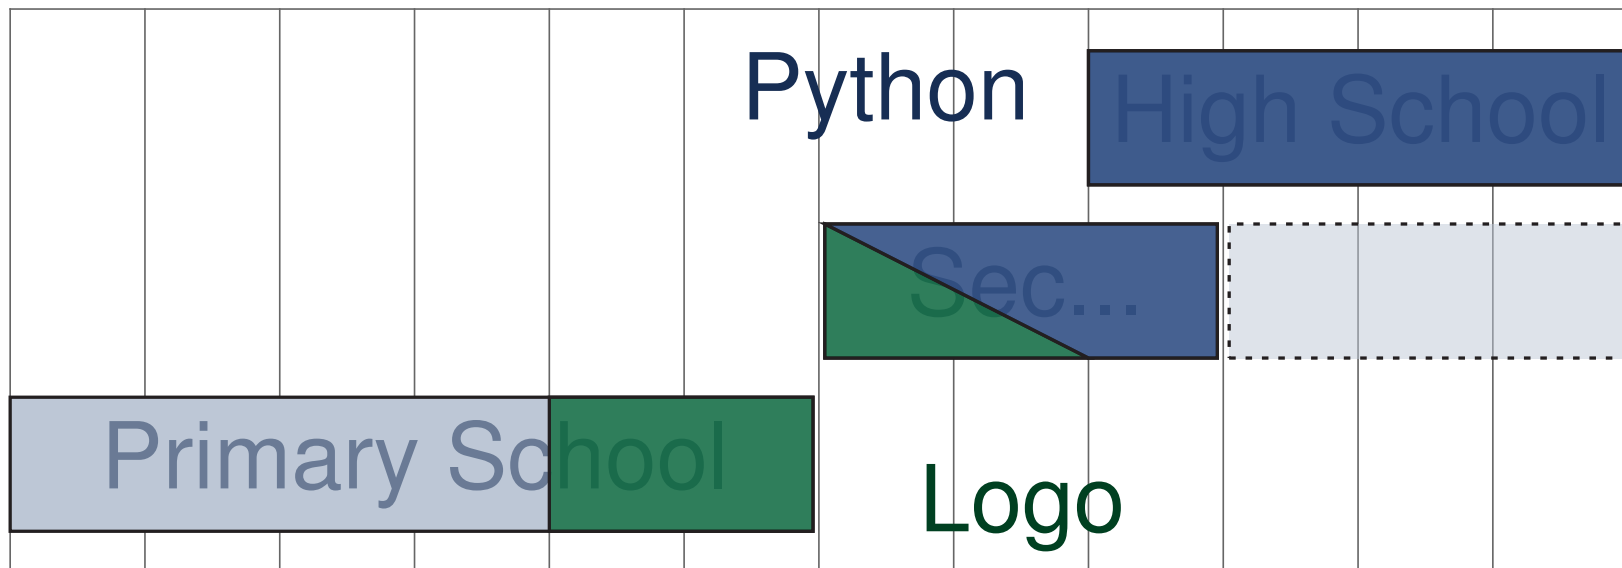 Python
High School
Sec...
Primary School
Logo